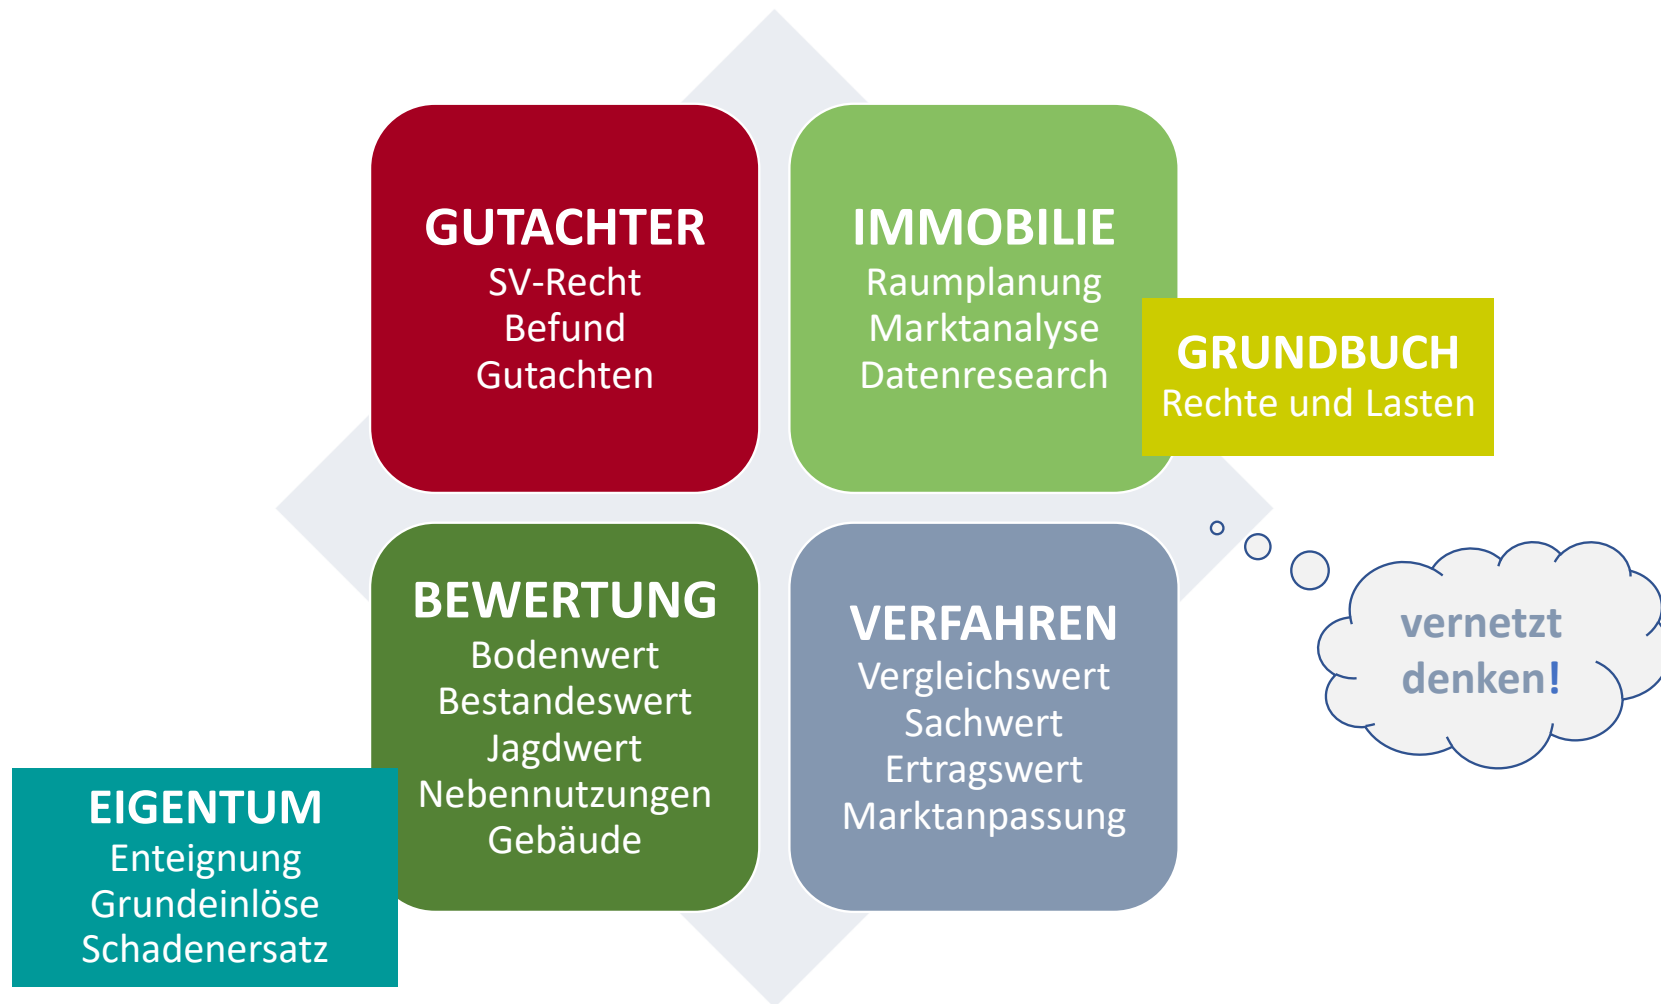 GUTACHTER
SV-Recht
Befund
Gutachten
IMMOBILIE
Raumplanung
Marktanalyse
Datenresearch
GRUNDBUCH
Rechte und Lasten
BEWERTUNG
Bodenwert
Bestandeswert
Jagdwert
Nebennutzungen
Gebäude
VERFAHREN
Vergleichswert
Sachwert
Ertragswert
Marktanpassung
vernetzt
denken!
EIGENTUM
Enteignung
Grundeinlöse
Schadenersatz